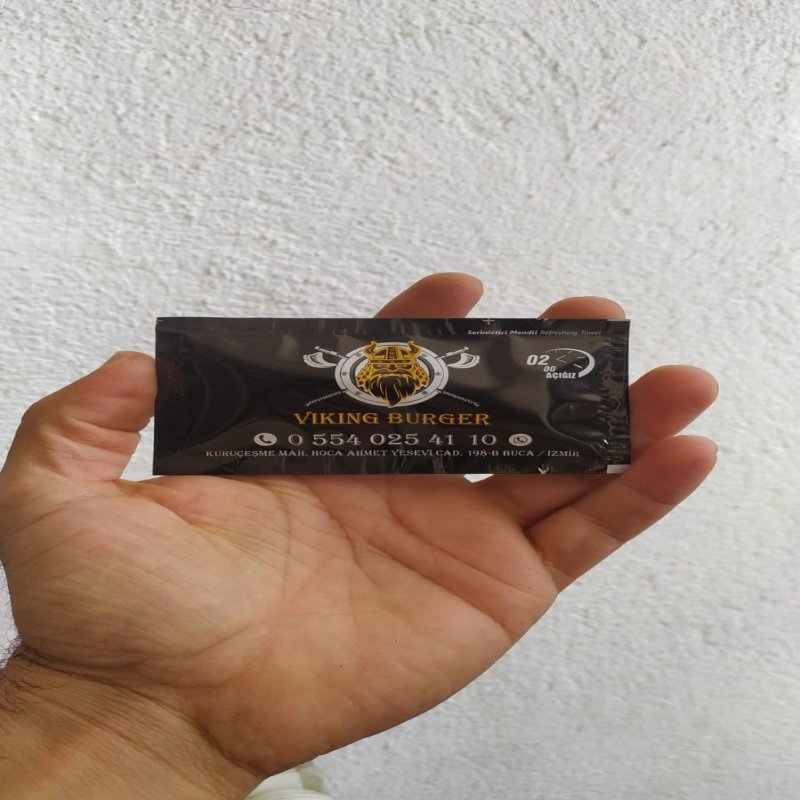 Serinletici Mendil Refreshing Towel
02
00
AÇIĞIZ
VIKING BURGER
0 554 025 41 10
KURUÇEŞME MAH. HOCA AHMET YESEVİ CAD. 198-B BUCA / İZMİR